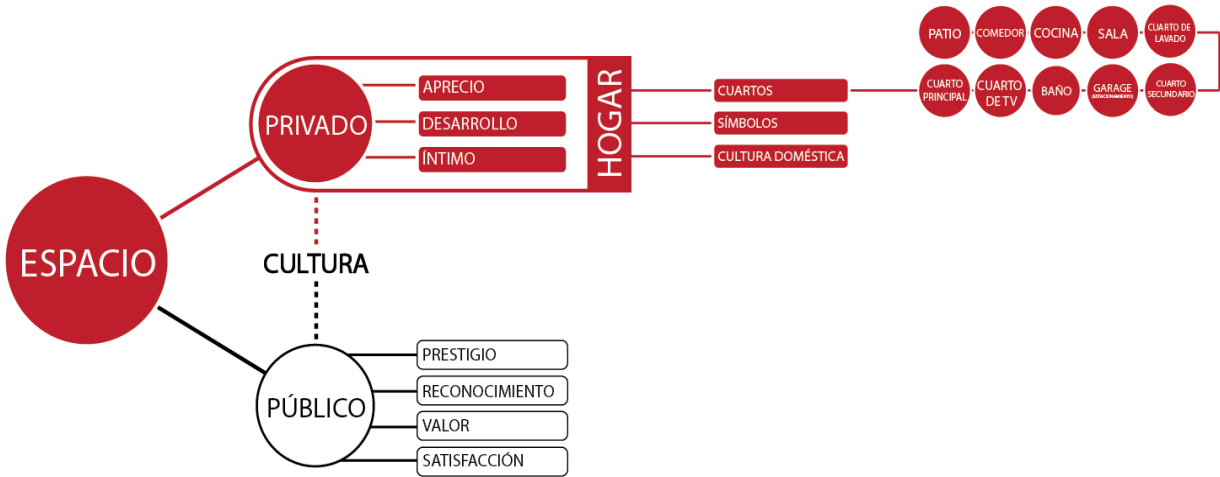 ESPACIO
PRIVADO
APRECIO
DESARROLLO
ÍNTIMO
HOGAR
CUARTOS
SÍMBOLOS
CULTURA DOMÉSTICA
PATIO
COMEDOR
COCINA
SALA
CUARTO DE
LAVADO
CUARTO
PRINCIPAL
CUARTO
DE TV
BAÑO
GARAGE
(ESTACIONAMIENTO)
CUARTO
SECUNDARIO
CULTURA
PÚBLICO
PRESTIGIO
RECONOCIMIENTO
VALOR
SATISFACCIÓN